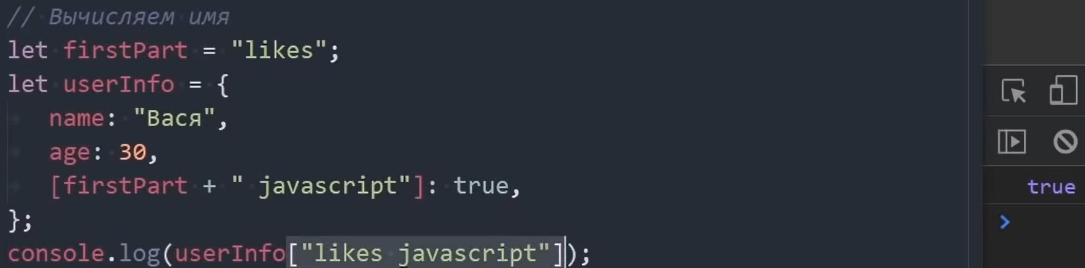 // Вычисляем имя
let firstPart = "likes";
let userInfo = {
name: "Вася",
age: 30,
[firstPart + " javascript"]: true,
};
console.log(userInfo["likes javascript"]);
true